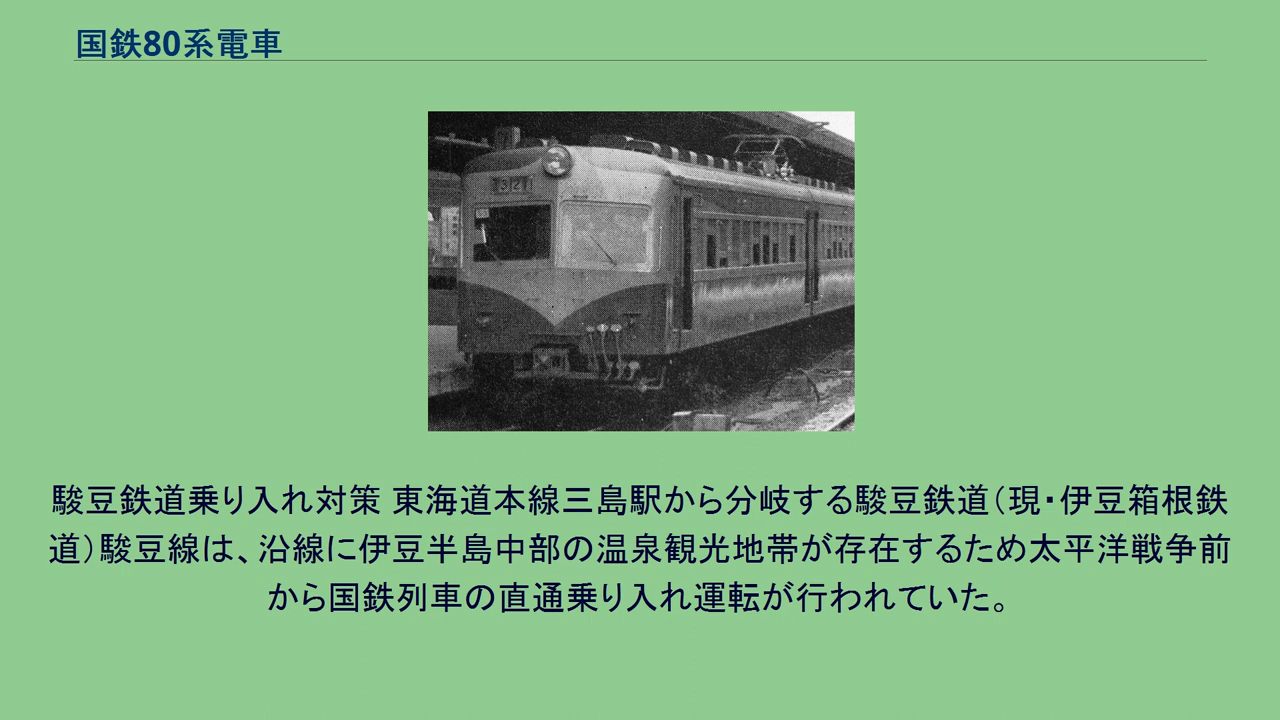 国鉄80系電車
駿豆鉄道乗り入れ対策 東海道本線三島駅から分岐する駿豆鉄道（現・伊豆箱根鉄
道）駿豆線は、沿線に伊豆半島中部の温泉観光地帯が存在するため太平洋戦争前
から国鉄列車の直通乗り入れ運転が行われていた。